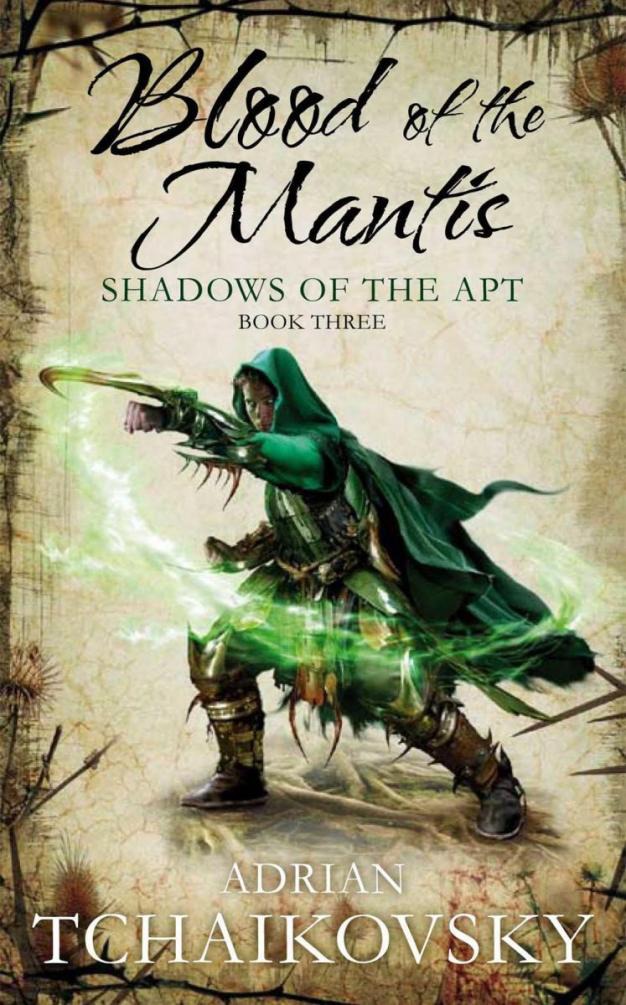 Blood of the
Mantis
SHADOWS OF THE APT
BOOK THREE
ADRIAN
TCHAIKOVSKY